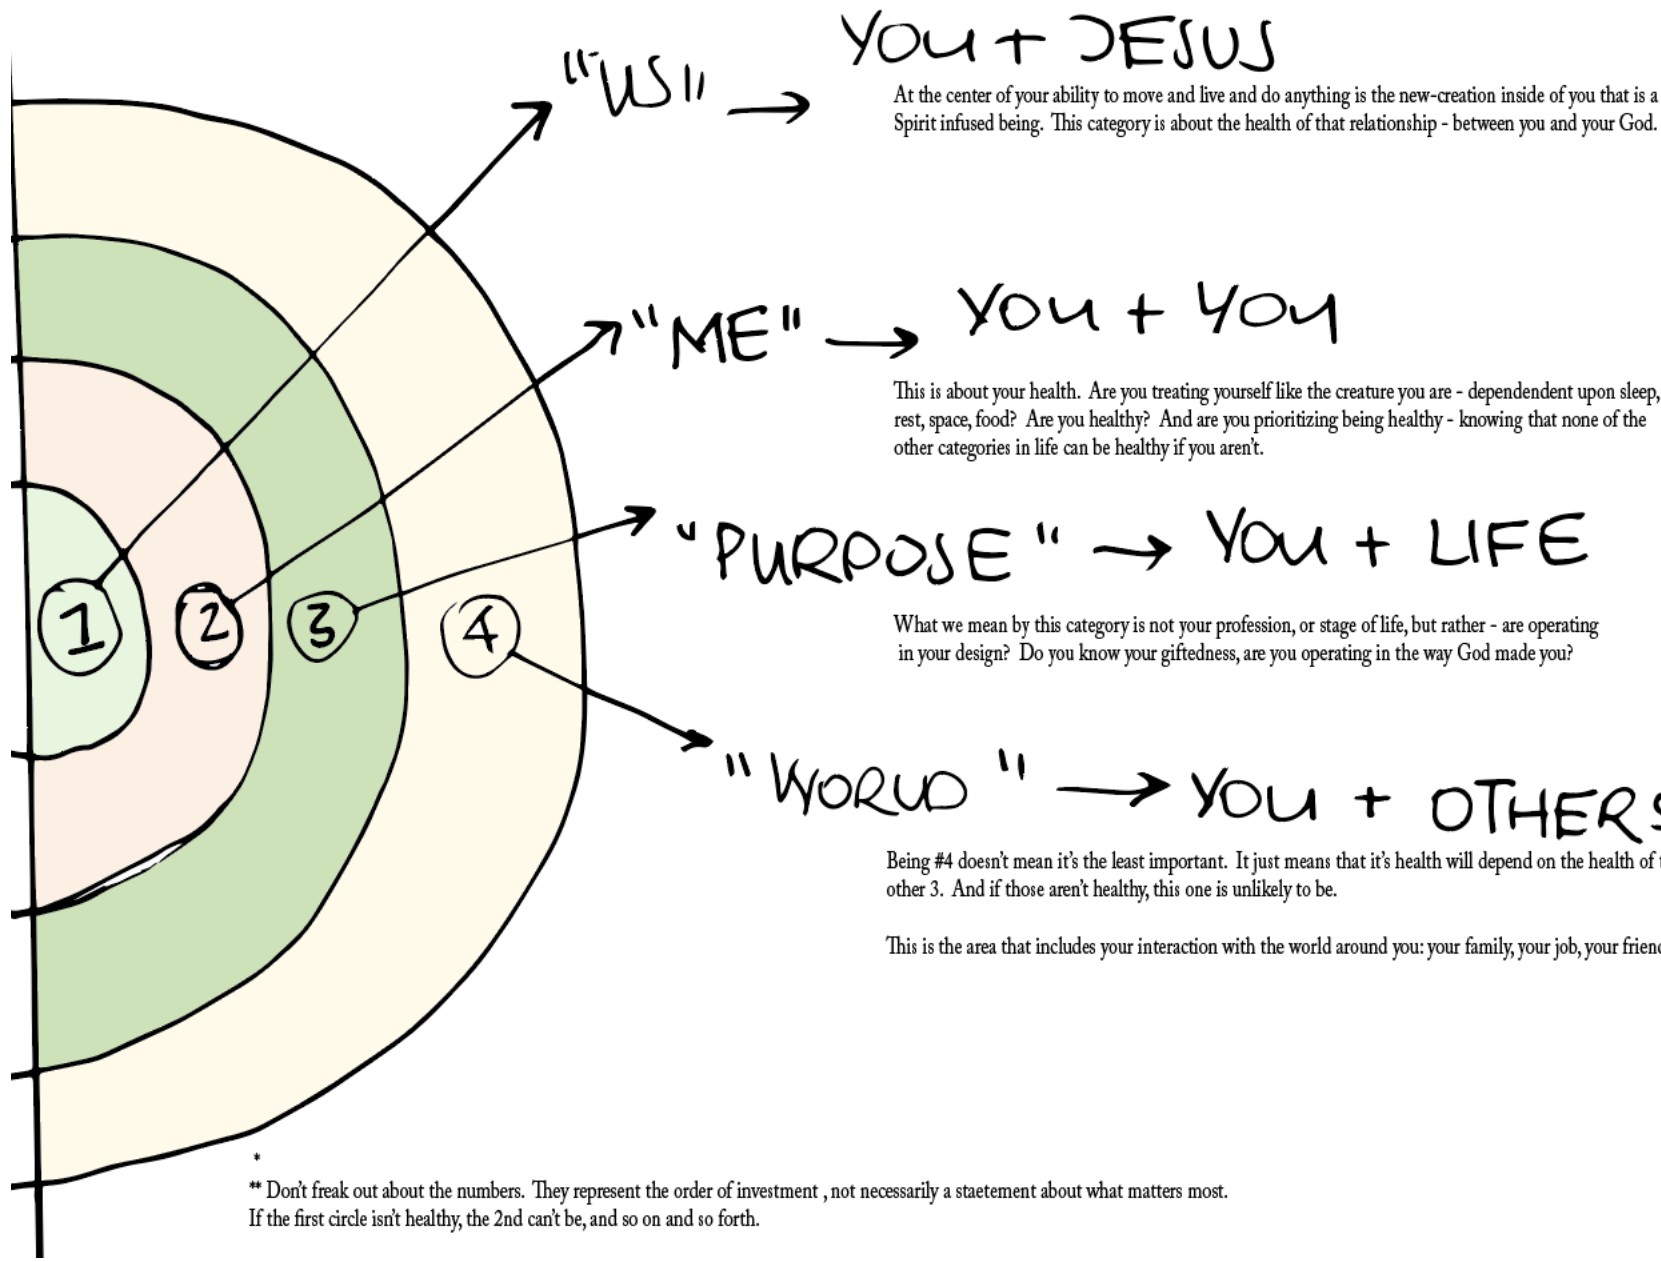 "US" → YOU + JESUS
At the center of your ability to move and live and do anything is the new-creation inside of you that is a
Spirit infused being. This category is about the health of that relationship - between you and your God.
"ME" → YOU + YOU
This is about your health. Are you treating yourself like the creature you are - dependendent upon sleep,
rest, space, food? Are you healthy? And are you prioritizing being healthy - knowing that none of the
other categories in life can be healthy if you aren't.
"PURPOSE" → YOU + LIFE
What we mean by this category is not your profession, or stage of life, but rather - are operating
in your design? Do you know your giftedness, are you operating in the way God made you?
1 2 3 4
"WORLD" → YOU + OTHERS
Being #4 doesn't mean it's the least important. It just means that it's health will depend on the health of
other 3. And if those aren't healthy, this one is unlikely to be.
This is the area that includes your interaction with the world around you: your family, your job, your
*
** Don't freak out about the numbers. They represent the order of investment , not necessarily a staetement about what matters most.
If the first circle isn't healthy, the 2nd can't be, and so on and so forth.